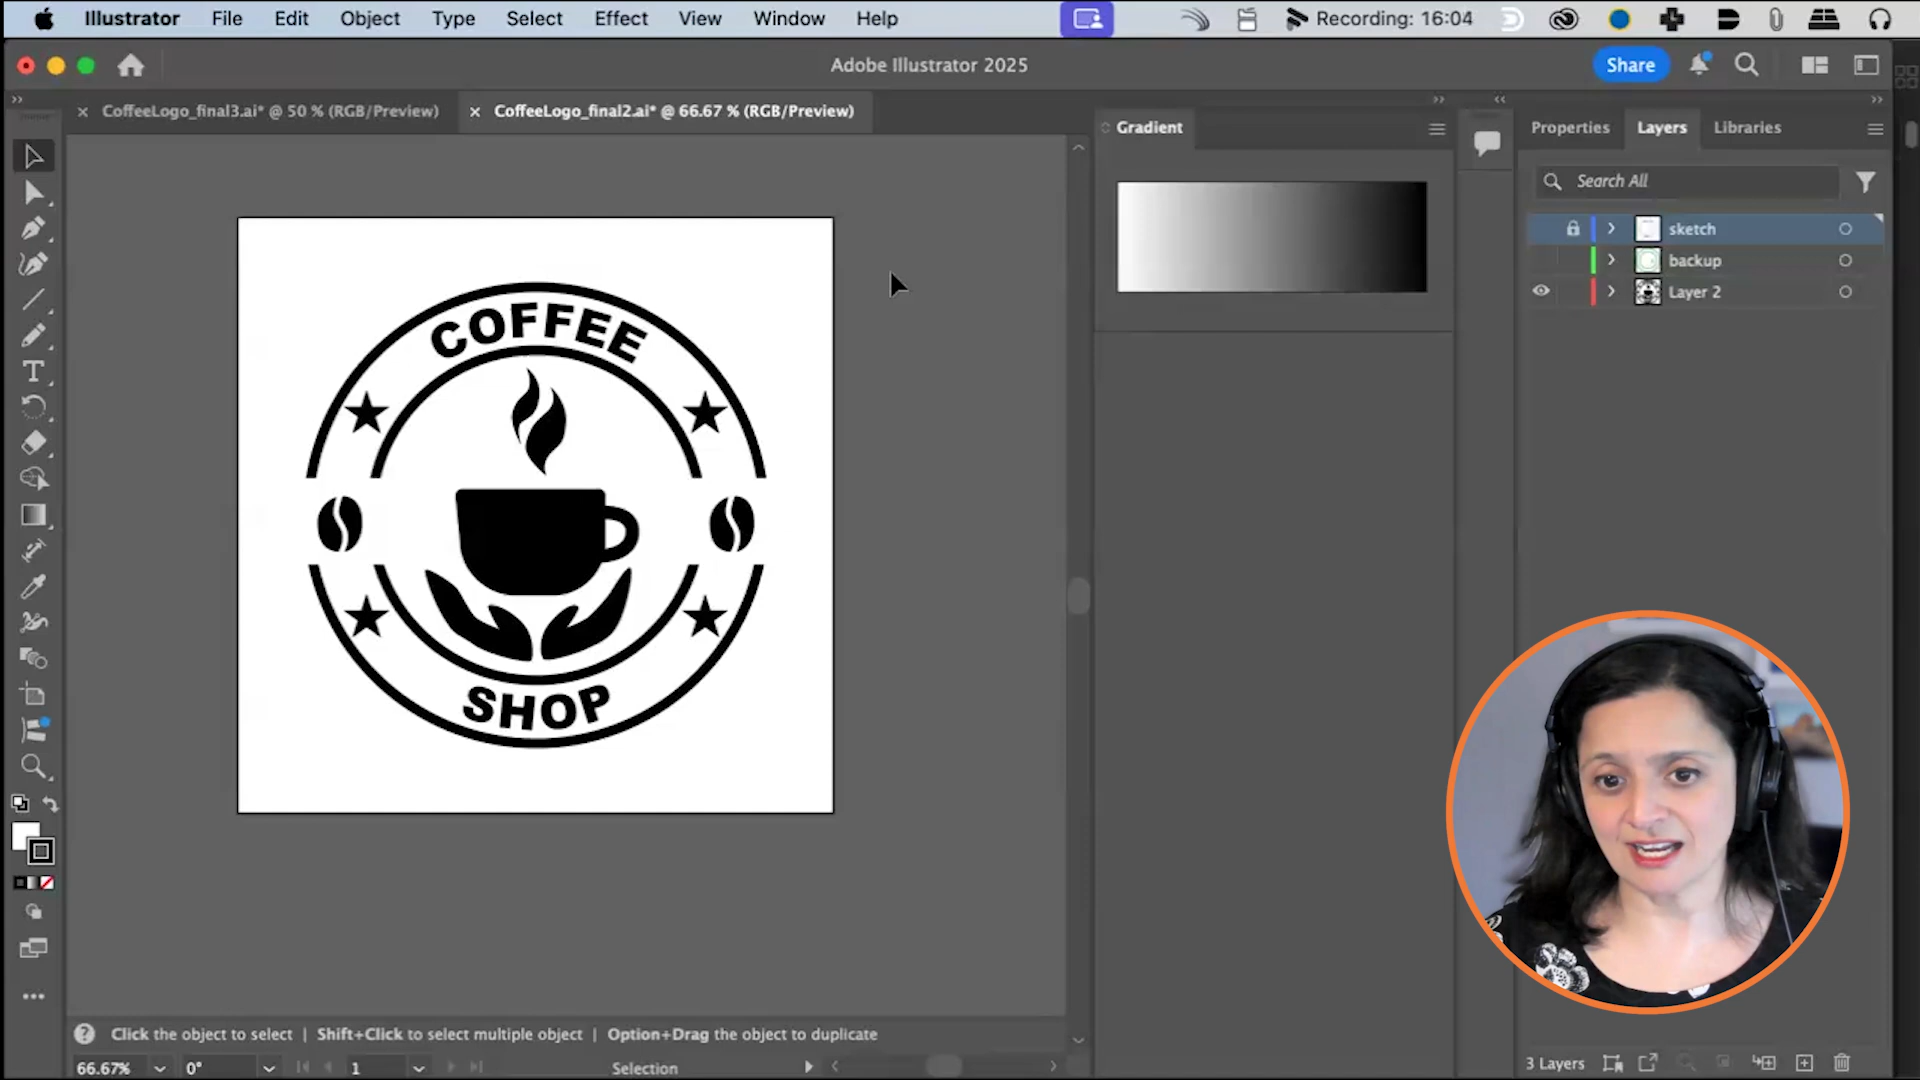 Illustrator File Edit Object Type Select Effect View Window Help Recording: 16:04
Adobe Illustrator 2025 Share
CoffeeLogo_final3.ai* @ 50 % (RGB/Preview) CoffeeLogo_final2.ai* @ 66.67 % (RGB/Preview)
Gradient
Properties Layers Libraries
Search All
sketch
backup
Layer 2
COFFEE
SHOP
Click the object to select | Shift+Click to select multiple object | Option+Drag the object to duplicate
66.67% 0° 1 Selection
3 Layers